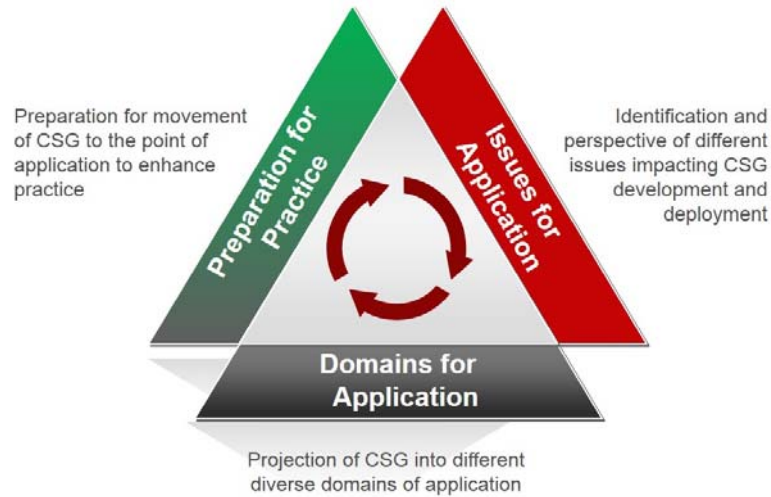 Preparation for movement
of CSG to the point of
application to enhance
practice
Preparation for
Practice
Issues for
Application
Identification and
perspective of different
issues impacting CSG
development and
deployment
Domains for
Application
Projection of CSG into different
diverse domains of application